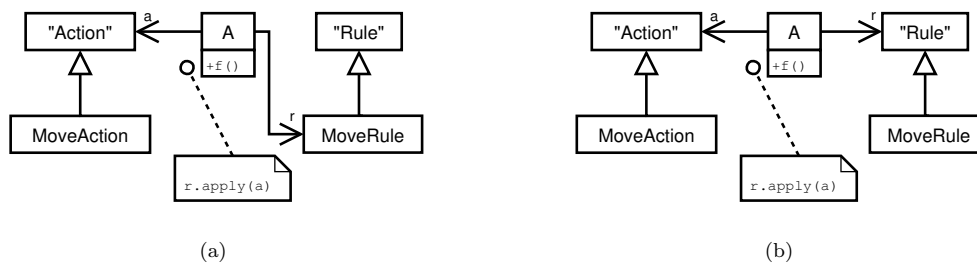 a
"Action"
A
"Rule"
+f()
r
MoveAction
MoveRule
r.apply(a)
(a)
a
r
"Action"
A
"Rule"
+f()
MoveAction
MoveRule
r.apply(a)
(b)